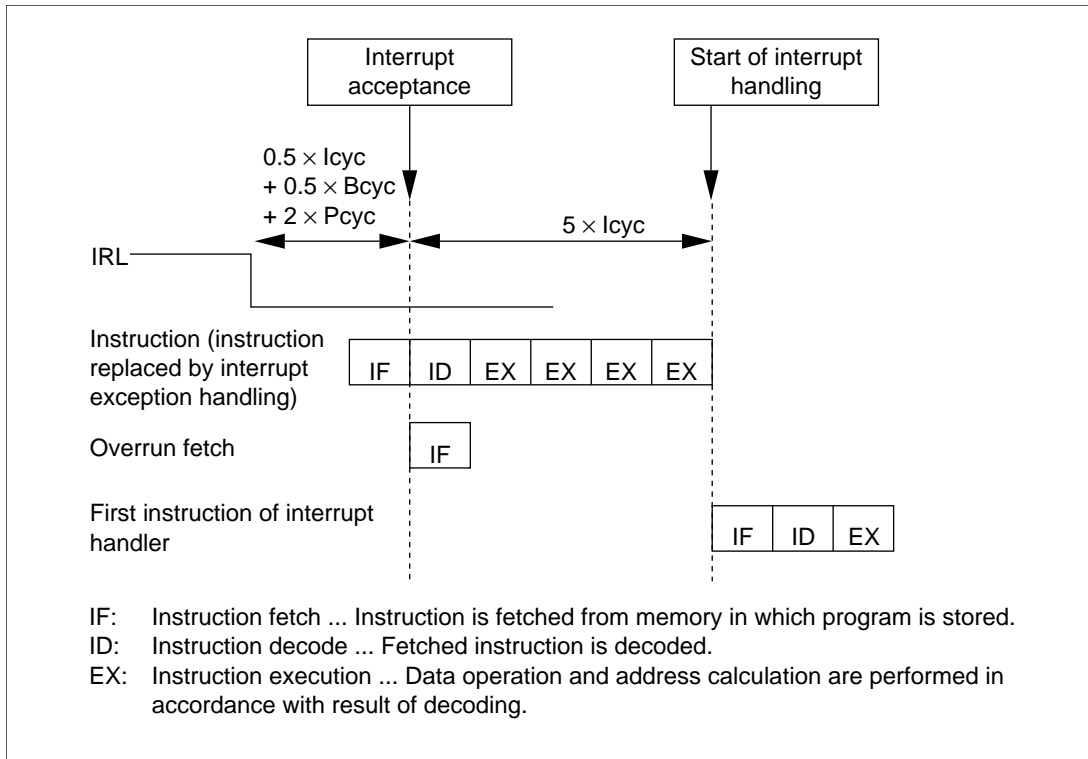 Interrupt
acceptance
Start of interrupt
handling
0.5 × Icyc
+ 0.5 × Bcyc
+ 2 × Pcyc
5 × Icyc
IRL
Instruction (instruction
replaced by interrupt
exception handling)
IF ID EX EX EX EX
Overrun fetch
IF
First instruction of interrupt
handler
IF ID EX
IF: Instruction fetch ... Instruction is fetched from memory in which program is stored.
ID: Instruction decode ... Fetched instruction is decoded.
EX: Instruction execution ... Data operation and address calculation are performed in
accordance with result of decoding.